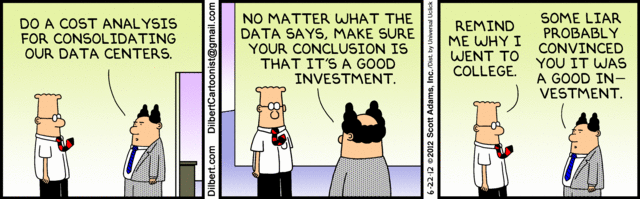 DO A COST ANALYSIS
FOR CONSOLIDATING
OUR DATA CENTERS.
Dilbert.com DilbertCartoonist@gmail.com
NO MATTER WHAT THE
DATA SAYS, MAKE SURE
YOUR CONCLUSION IS
THAT IT'S A GOOD
INVESTMENT.
6-22-12 ©2012 Scott Adams, Inc. /Dist. by Universal Uclick
REMIND
ME WHY I
WENT TO
COLLEGE.
SOME LIAR
PROBABLY
CONVINCED
YOU IT WAS
A GOOD IN-
VESTMENT.